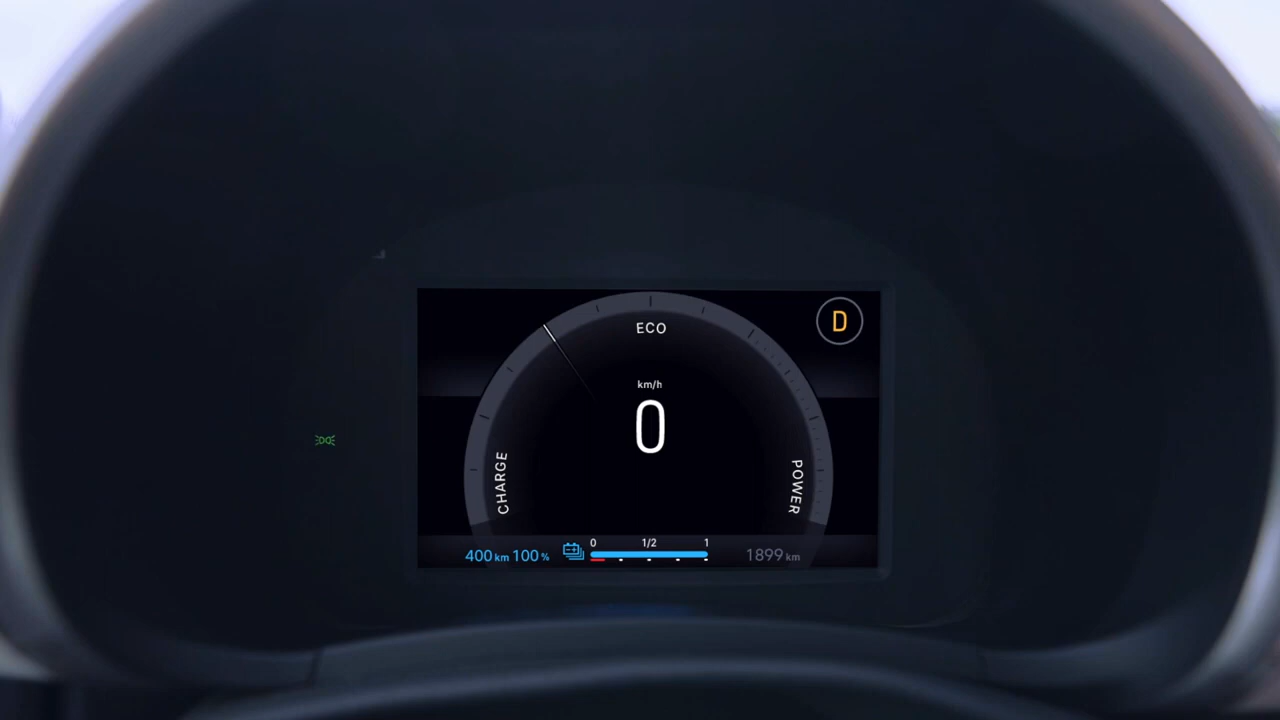 D
ECO
km/h
0
CHARGE
POWER
0 1/2 1
400 km 100 %
1899 km